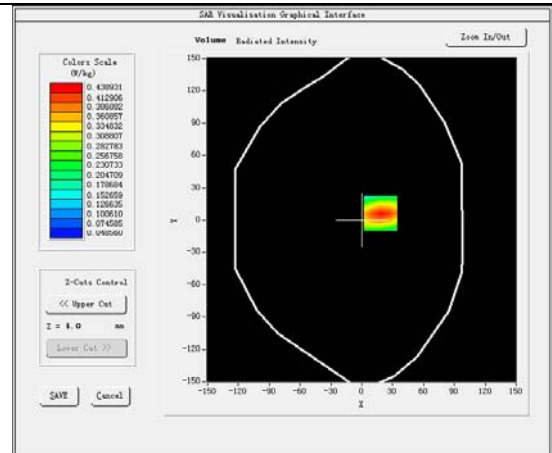 SAR Visualisation Graphical Interface
Volume Radiated Intensity
Zoom In/Out
Colors Scale
(W/kg)
0.438931
0.412906
0.386882
0.360857
0.334832
0.308807
0.282783
0.256758
0.230733
0.204709
0.178684
0.152659
0.126635
0.100610
0.074585
0.048560
Z-Cuts Control
<< Upper Cut
Z = 4.0 mm
Lower Cut >>
SAVE
Cancel
150
120
90
60
30
0
-30
-60
-90
-120
-150
Y
-150 -120 -90 -60 -30 0 30 60 90 120 150
X